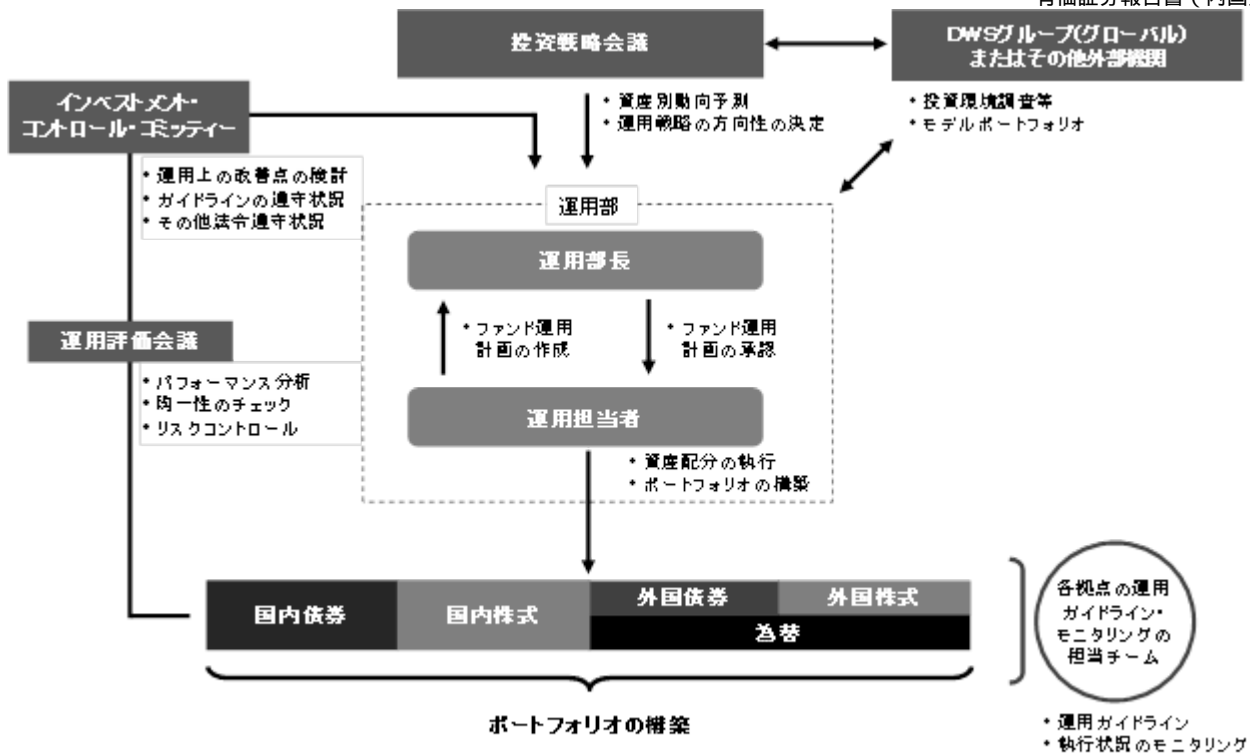 投資戦略会議
DWSグループ(グローバル)
またはその他外部機関
インベストメント・
コントロール・コミッティー
• 資産別動向予測
• 運用戦略の方向性の決定
• 投資環境調査等
• モデルポートフォリオ
• 運用上の改善点の検討
• ガイドラインの遵守状況
• その他法令遵守状況
運用部
運用部長
• ファンド運用
計画の作成
• ファンド運用
計画の承認
運用評価会議
• パフォーマンス分析
• 均一性のチェック
• リスクコントロール
運用担当者
• 資産配分の執行
• ポートフォリオの構築
国内債券
国内株式
外国債券
外国株式
為替
各拠点の運用
ガイドライン・
モニタリングの
担当チーム
ポートフォリオの構築
• 運用ガイドライン
• 執行状況のモニタリング